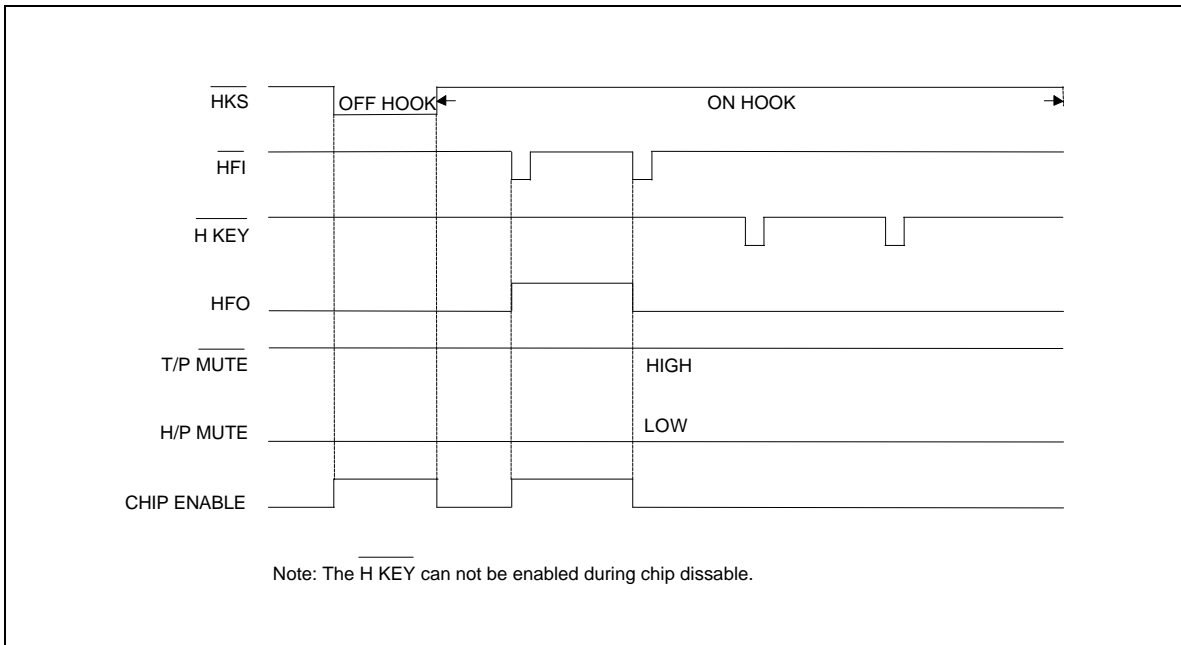 HKS
OFF HOOK
ON HOOK
HFI
H KEY
HFO
T/P MUTE
HIGH
H/P MUTE
LOW
CHIP ENABLE
Note: The H KEY can not be enabled during chip dissable.